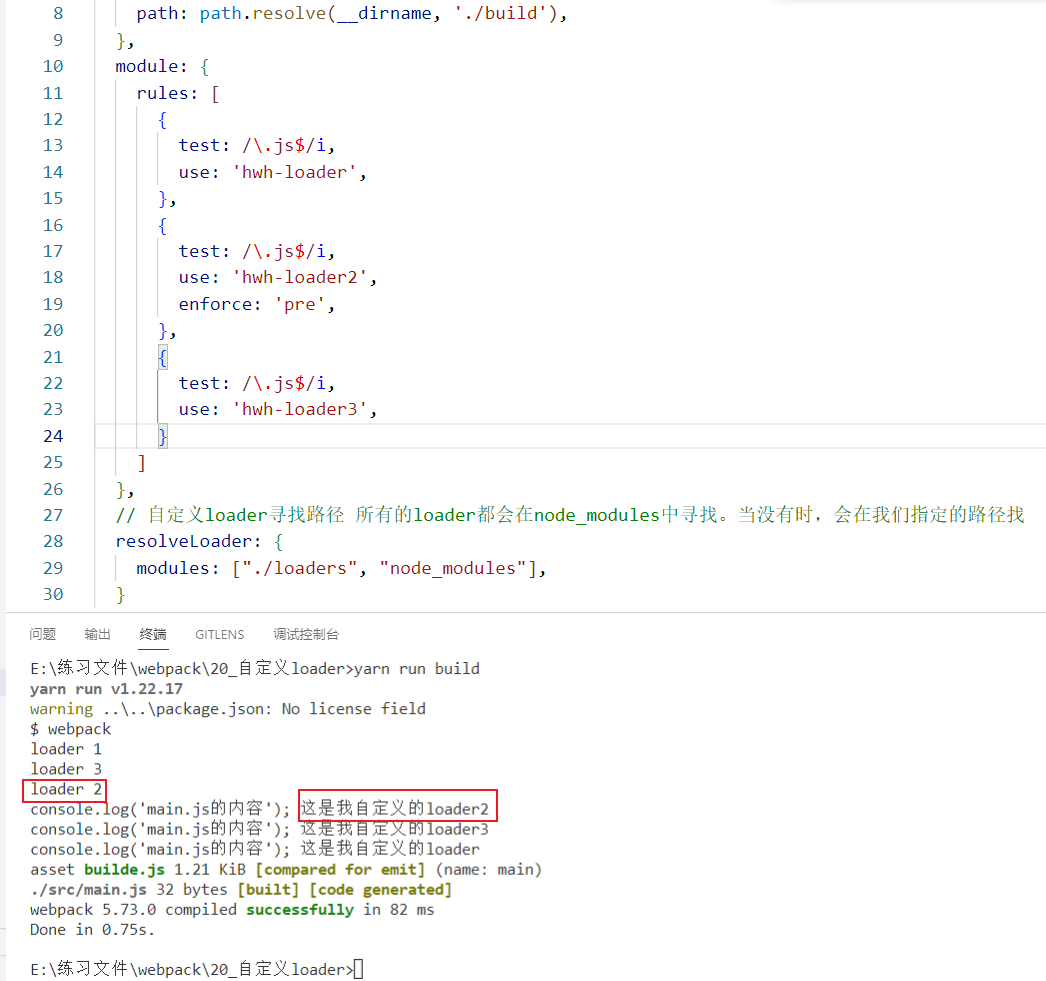 8 path: path.resolve(__dirname, './build'),
9 },
10 module: {
11 rules: [
12 {
13 test: /\.js$/i,
14 use: 'hwh-loader',
15 },
16 {
17 test: /\.js$/i,
18 use: 'hwh-loader2',
19 enforce: 'pre',
20 },
21 {
22 test: /\.js$/i,
23 use: 'hwh-loader3',
24 }
25 ]
26 },
27 // 自定义loader寻找路径 所有的loader都会在node_modules中寻找。当没有时，会在我们指定的路径找
28 resolveLoader: {
29 modules: ["./loaders", "node_modules"],
30 }
问题 输出 终端 GITLENS 调试控制台
E:\练习文件\webpack\20_自定义loader>yarn run build
yarn run v1.22.17
warning ..\..\package.json: No license field
$ webpack
loader 1
loader 3
loader 2
console.log('main.js的内容'); 这是我自定义的loader2
console.log('main.js的内容'); 这是我自定义的loader3
console.log('main.js的内容'); 这是我自定义的loader
asset builde.js 1.21 KiB [compared for emit] (name: main)
./src/main.js 32 bytes [built] [code generated]
webpack 5.73.0 compiled successfully in 82 ms
Done in 0.75s.
E:\练习文件\webpack\20_自定义loader>